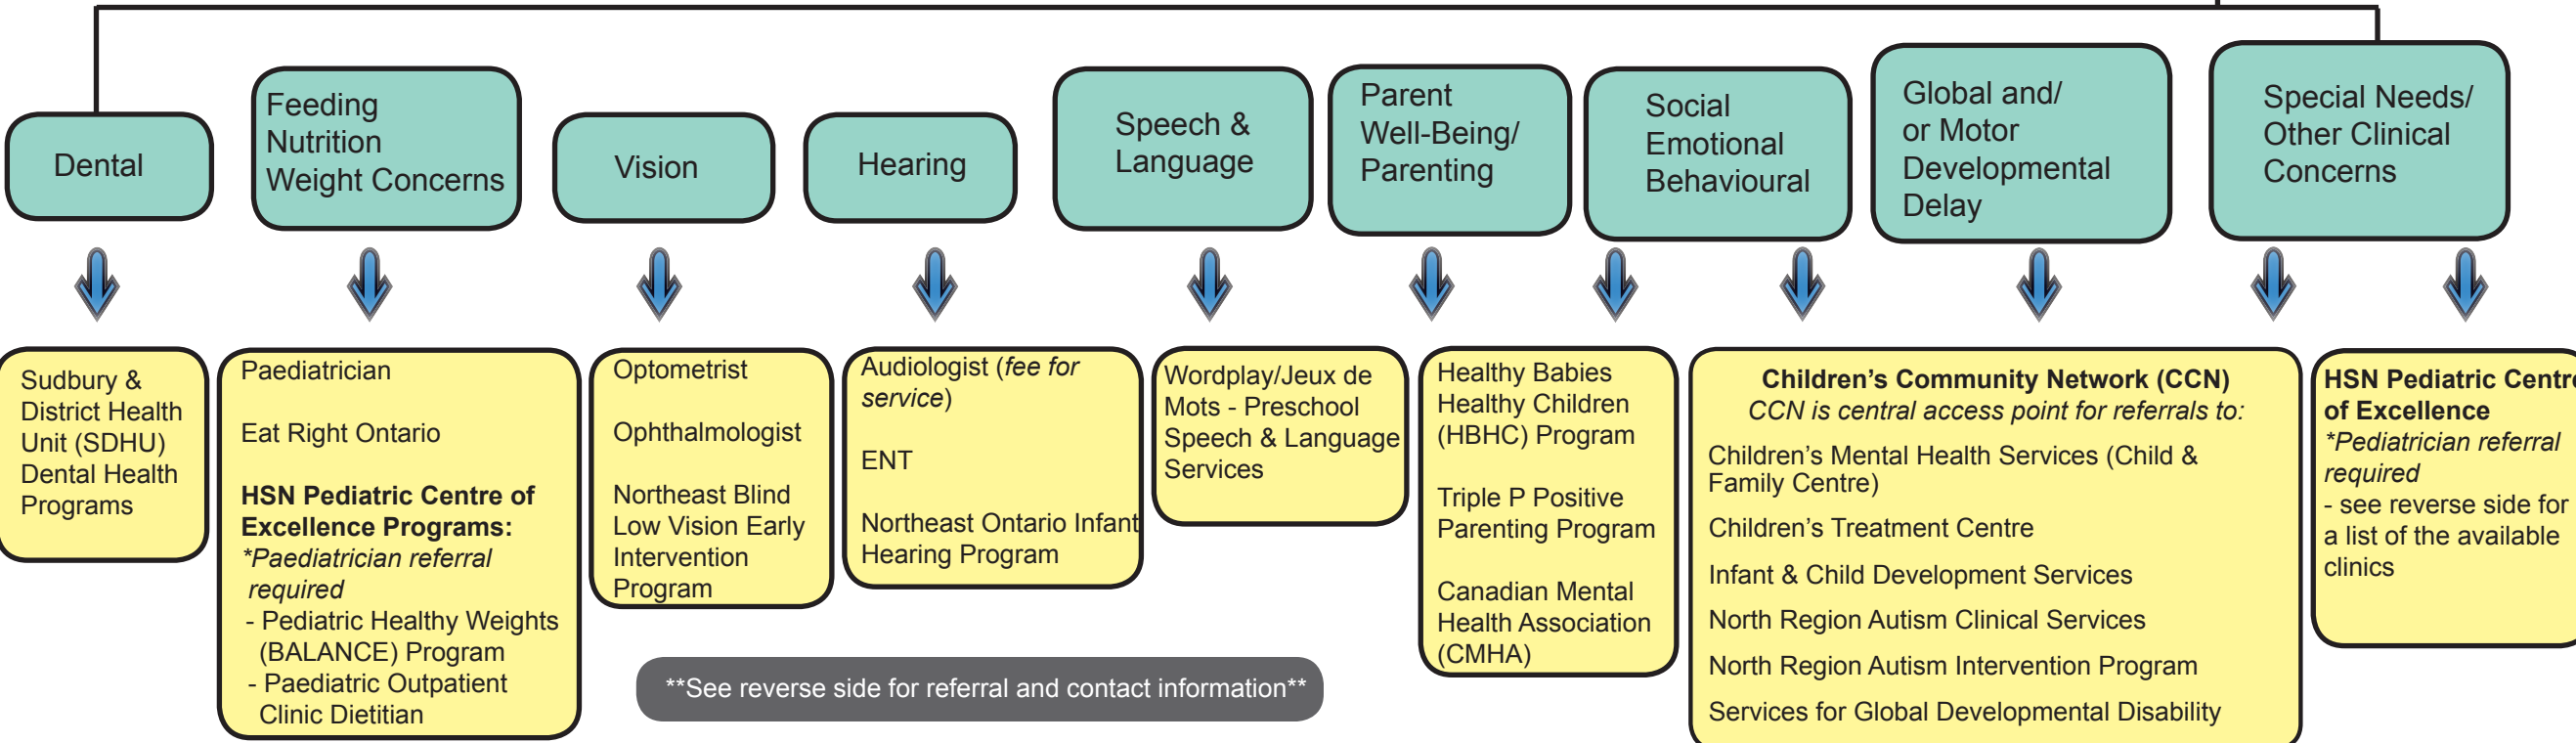 Dental
Feeding
Nutrition
Weight Concerns
Vision
Hearing
Speech &
Language
Parent
Well-Being/
Parenting
Social
Emotional
Behavioural
Global and/
or Motor
Developmental
Delay
Special Needs/
Other Clinical
Concerns
Sudbury &
District Health
Unit (SDHU)
Dental Health
Programs
Paediatrician
Eat Right Ontario
HSN Pediatric Centre of
Excellence Programs:
*Paediatrician referral
required
- Pediatric Healthy Weights
(BALANCE) Program
- Paediatric Outpatient
Clinic Dietitian
Optometrist
Ophthalmologist
Northeast Blind
Low Vision Early
Intervention
Program
Audiologist (fee for
service)
ENT
Northeast Ontario Infant
Hearing Program
Wordplay/Jeux de
Mots - Preschool
Speech & Language
Services
Healthy Babies
Healthy Children
(HBHC) Program
Triple P Positive
Parenting Program
Canadian Mental
Health Association
(CMHA)
Children's Community Network (CCN)
CCN is central access point for referrals to:
Children's Mental Health Services (Child &
Family Centre)
Children's Treatment Centre
Infant & Child Development Services
North Region Autism Clinical Services
North Region Autism Intervention Program
Services for Global Developmental Disability
HSN Pediatric Centre
of Excellence
*Pediatrician referral
required
- see reverse side for
a list of the available
clinics
**See reverse side for referral and contact information**